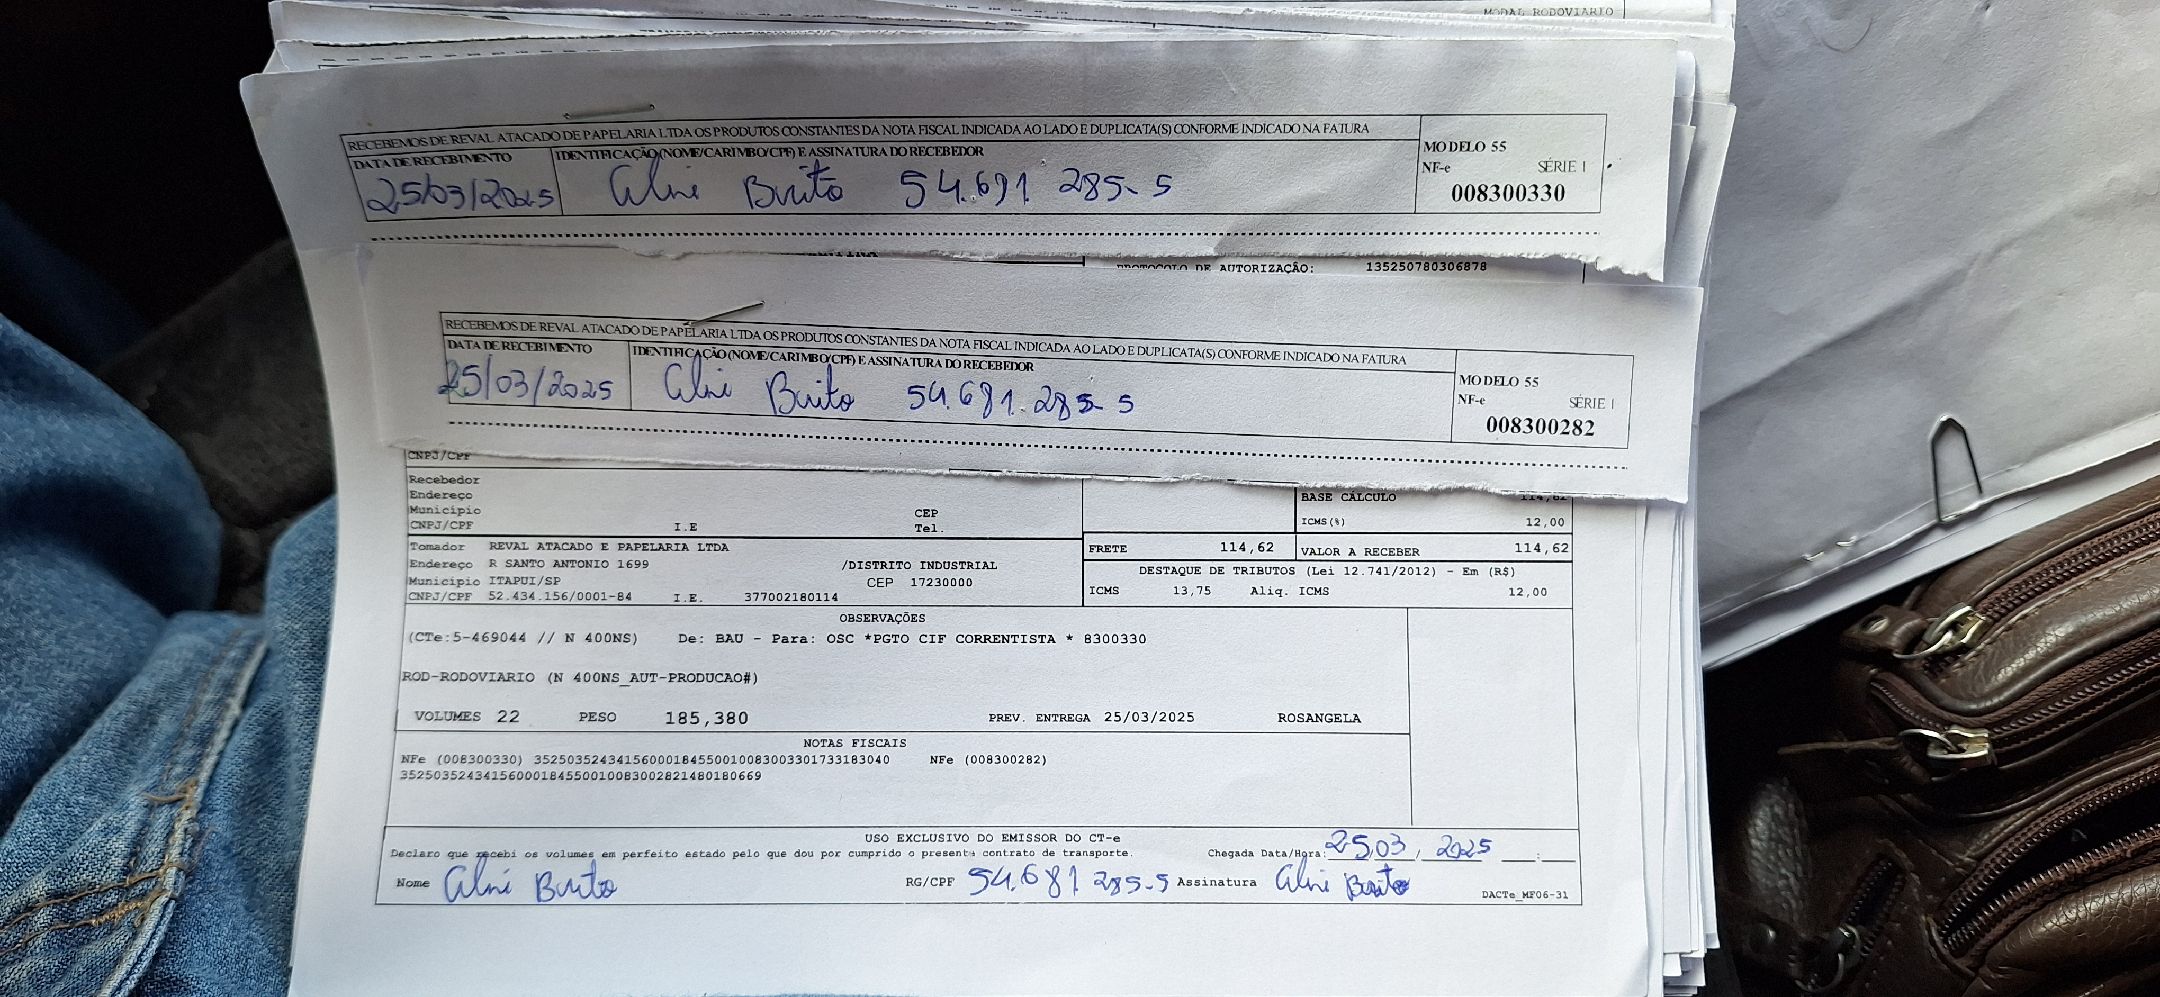 MODAL RODOVIARIO
RECEBEMOS DE REVAL ATACADO DE PAPELARIA LTDA OS PRODUTOS CONSTANTES DA NOTA FISCAL INDICADA AO LADO E DUPLICATA(S) CONFORME INDICADO NA FATURA
MODELO 55
DATA DE RECEBIMENTO IDENTIFICAÇÃO (NOME/CARIMBO/CPF) E ASSINATURA DO RECEBEDOR
NF-e SÉRIE 1
25/03/2025 Brito 54.691.285-5
008300330
PROTOCOLO DE AUTORIZAÇÃO: 135250780306878
RECEBEMOS DE REVAL ATACADO DE PAPELARIA LTDA OS PRODUTOS CONSTANTES DA NOTA FISCAL INDICADA AO LADO E DUPLICATA(S) CONFORME INDICADO NA FATURA
DATA DE RECEBIMENTO IDENTIFICAÇÃO (NOME/CARIMBO/CPF) E ASSINATURA DO RECEBEDOR
MODELO 55
NF-e SÉRIE 1
25/03/2025 Brito 54.681.285-5
008300282
CNPJ/CPF
Recebedor
Endereço
BASE CÁLCULO 114,62
Município CEP
CNPJ/CPF I.E Tel.
ICMS(%) 12,00
Tomador REVAL ATACADO E PAPELARIA LTDA
FRETE 114,62 VALOR A RECEBER 114,62
Endereço R SANTO ANTONIO 1699 /DISTRITO INDUSTRIAL
DESTAQUE DE TRIBUTOS (Lei 12.741/2012) - Em (R$)
Município ITAPUI/SP CEP 17230000
CNPJ/CPF 52.434.156/0001-84 I.E. 377002180114
ICMS 13,75 Aliq. ICMS 12,00
OBSERVAÇÕES
(CTe:5-469044 // N 400NS) De: BAU - Para: OSC *PGTO CIF CORRENTISTA * 8300330
ROD-RODOVIARIO (N 400NS_AUT-PRODUCAO#)
VOLUMES 22 PESO 185,380 PREV. ENTREGA 25/03/2025 ROSANGELA
NOTAS FISCAIS
NFe (008300330) 35250352434156000184550010083003301733183040 NFe (008300282)
35250352434156000184550010083002821480180669
USO EXCLUSIVO DO EMISSOR DO CT-e
Declaro que recebi os volumes em perfeito estado pelo que dou por cumprido o presente contrato de transporte. Chegada Data/Hora: 25,03, 2025 __:__
Nome Brito RG/CPF 54.681.285-5 Assinatura Brito
DACTe_MF06-31